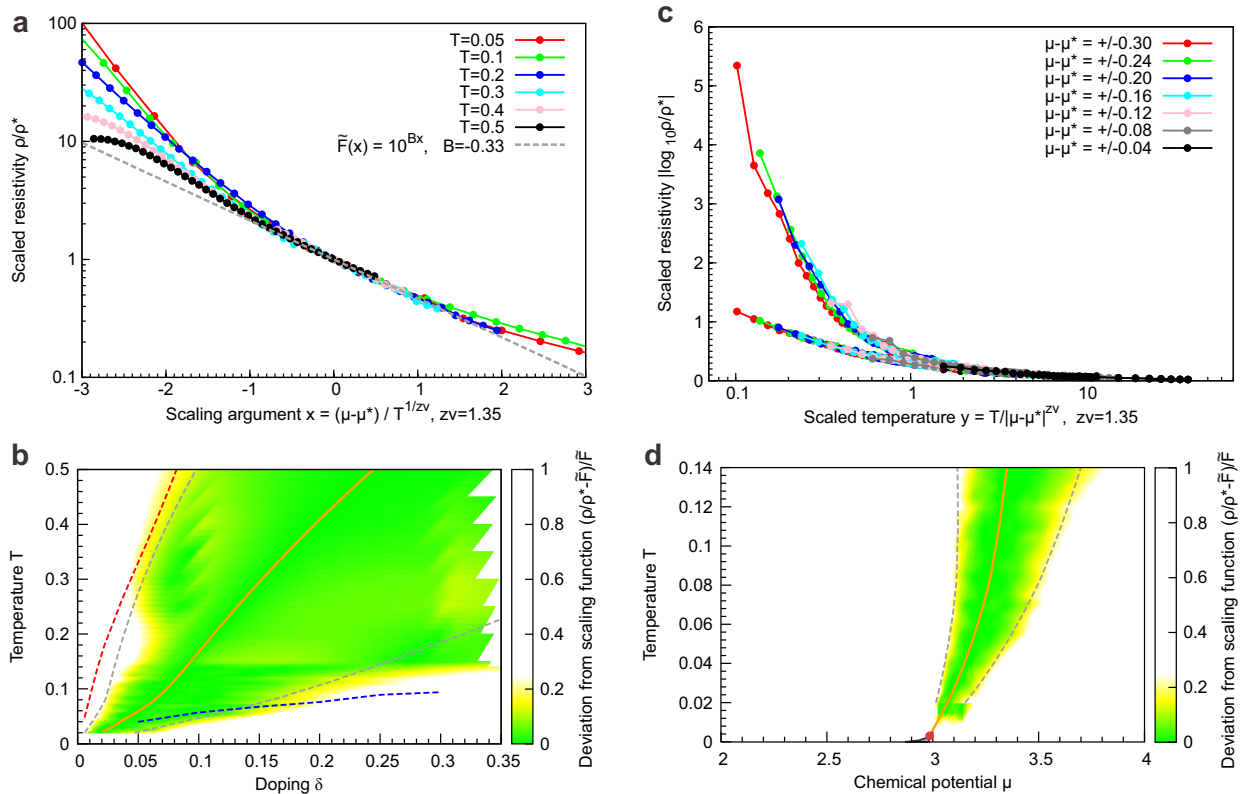 a
Scaled resistivity ρ/ρ*
100
10
1
0.1
-3
-2
-1
0
1
2
3
Scaling argument x = (μ-μ*) / T^1/zν, zν=1.35
T=0.05
T=0.1
T=0.2
T=0.3
T=0.4
T=0.5
F̃(x) = 10^Bx, B=-0.33
c
Scaled resistivity |log 10ρ/ρ*|
6
5
4
3
2
1
0
0.1
1
10
Scaled temperature y = T/|μ-μ*|^zν, zν=1.35
μ-μ* = +/-0.30
μ-μ* = +/-0.24
μ-μ* = +/-0.20
μ-μ* = +/-0.16
μ-μ* = +/-0.12
μ-μ* = +/-0.08
μ-μ* = +/-0.04
b
Temperature T
0.5
0.4
0.3
0.2
0.1
0
0
0.05
0.1
0.15
0.2
0.25
0.3
0.35
Doping δ
1
0.8
0.6
0.4
0.2
0
Deviation from scaling function (ρ/ρ*-F̃)/F̃
d
Temperature T
0.14
0.12
0.1
0.08
0.06
0.04
0.02
0
2
2.5
3
3.5
4
Chemical potential μ
1
0.8
0.6
0.4
0.2
0
Deviation from scaling function (ρ/ρ*-F̃)/F̃